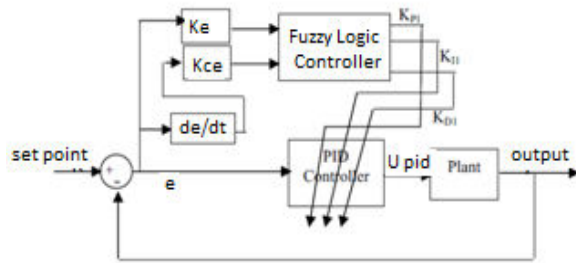 Ke
Kce
de/dt
Fuzzy Logic
Controller
KP1
KI1
KD1
set point
+
-
e
PID
Controller
U pid
Plant
output